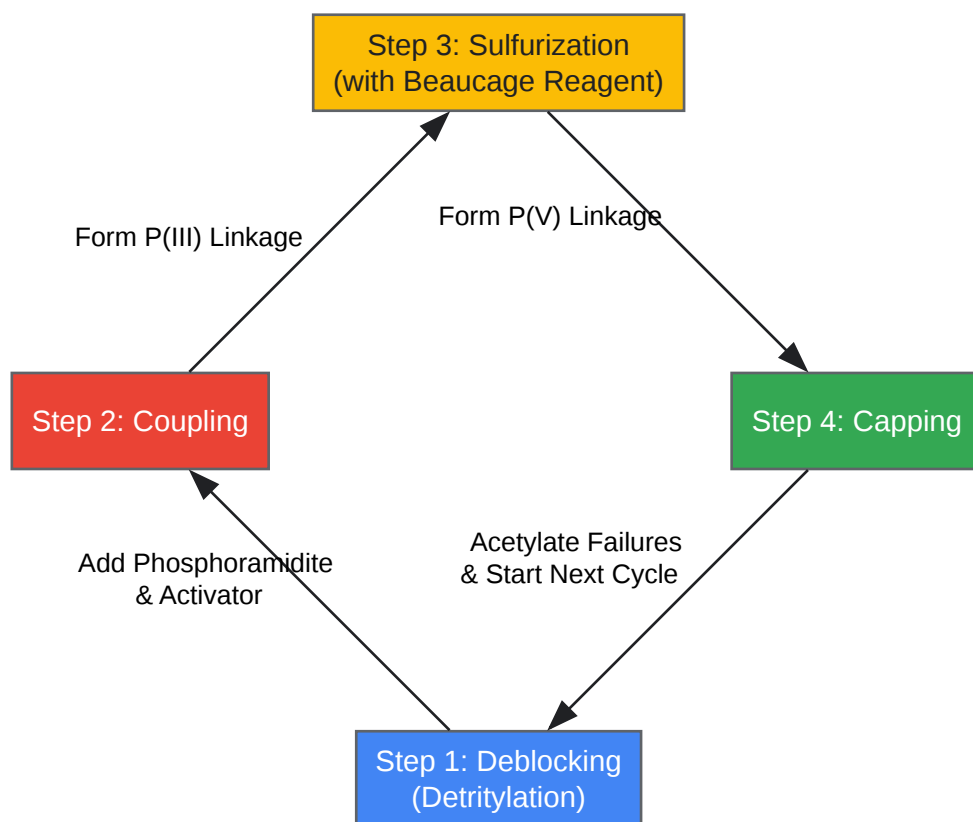 Step 3: Sulfurization
(with Beaucage Reagent)
Form P(III) Linkage
Form P(V) Linkage
Step 2: Coupling
Step 4: Capping
Add Phosphoramidite
& Activator
Acetylate Failures
& Start Next Cycle
Step 1: Deblocking
(Detritylation)